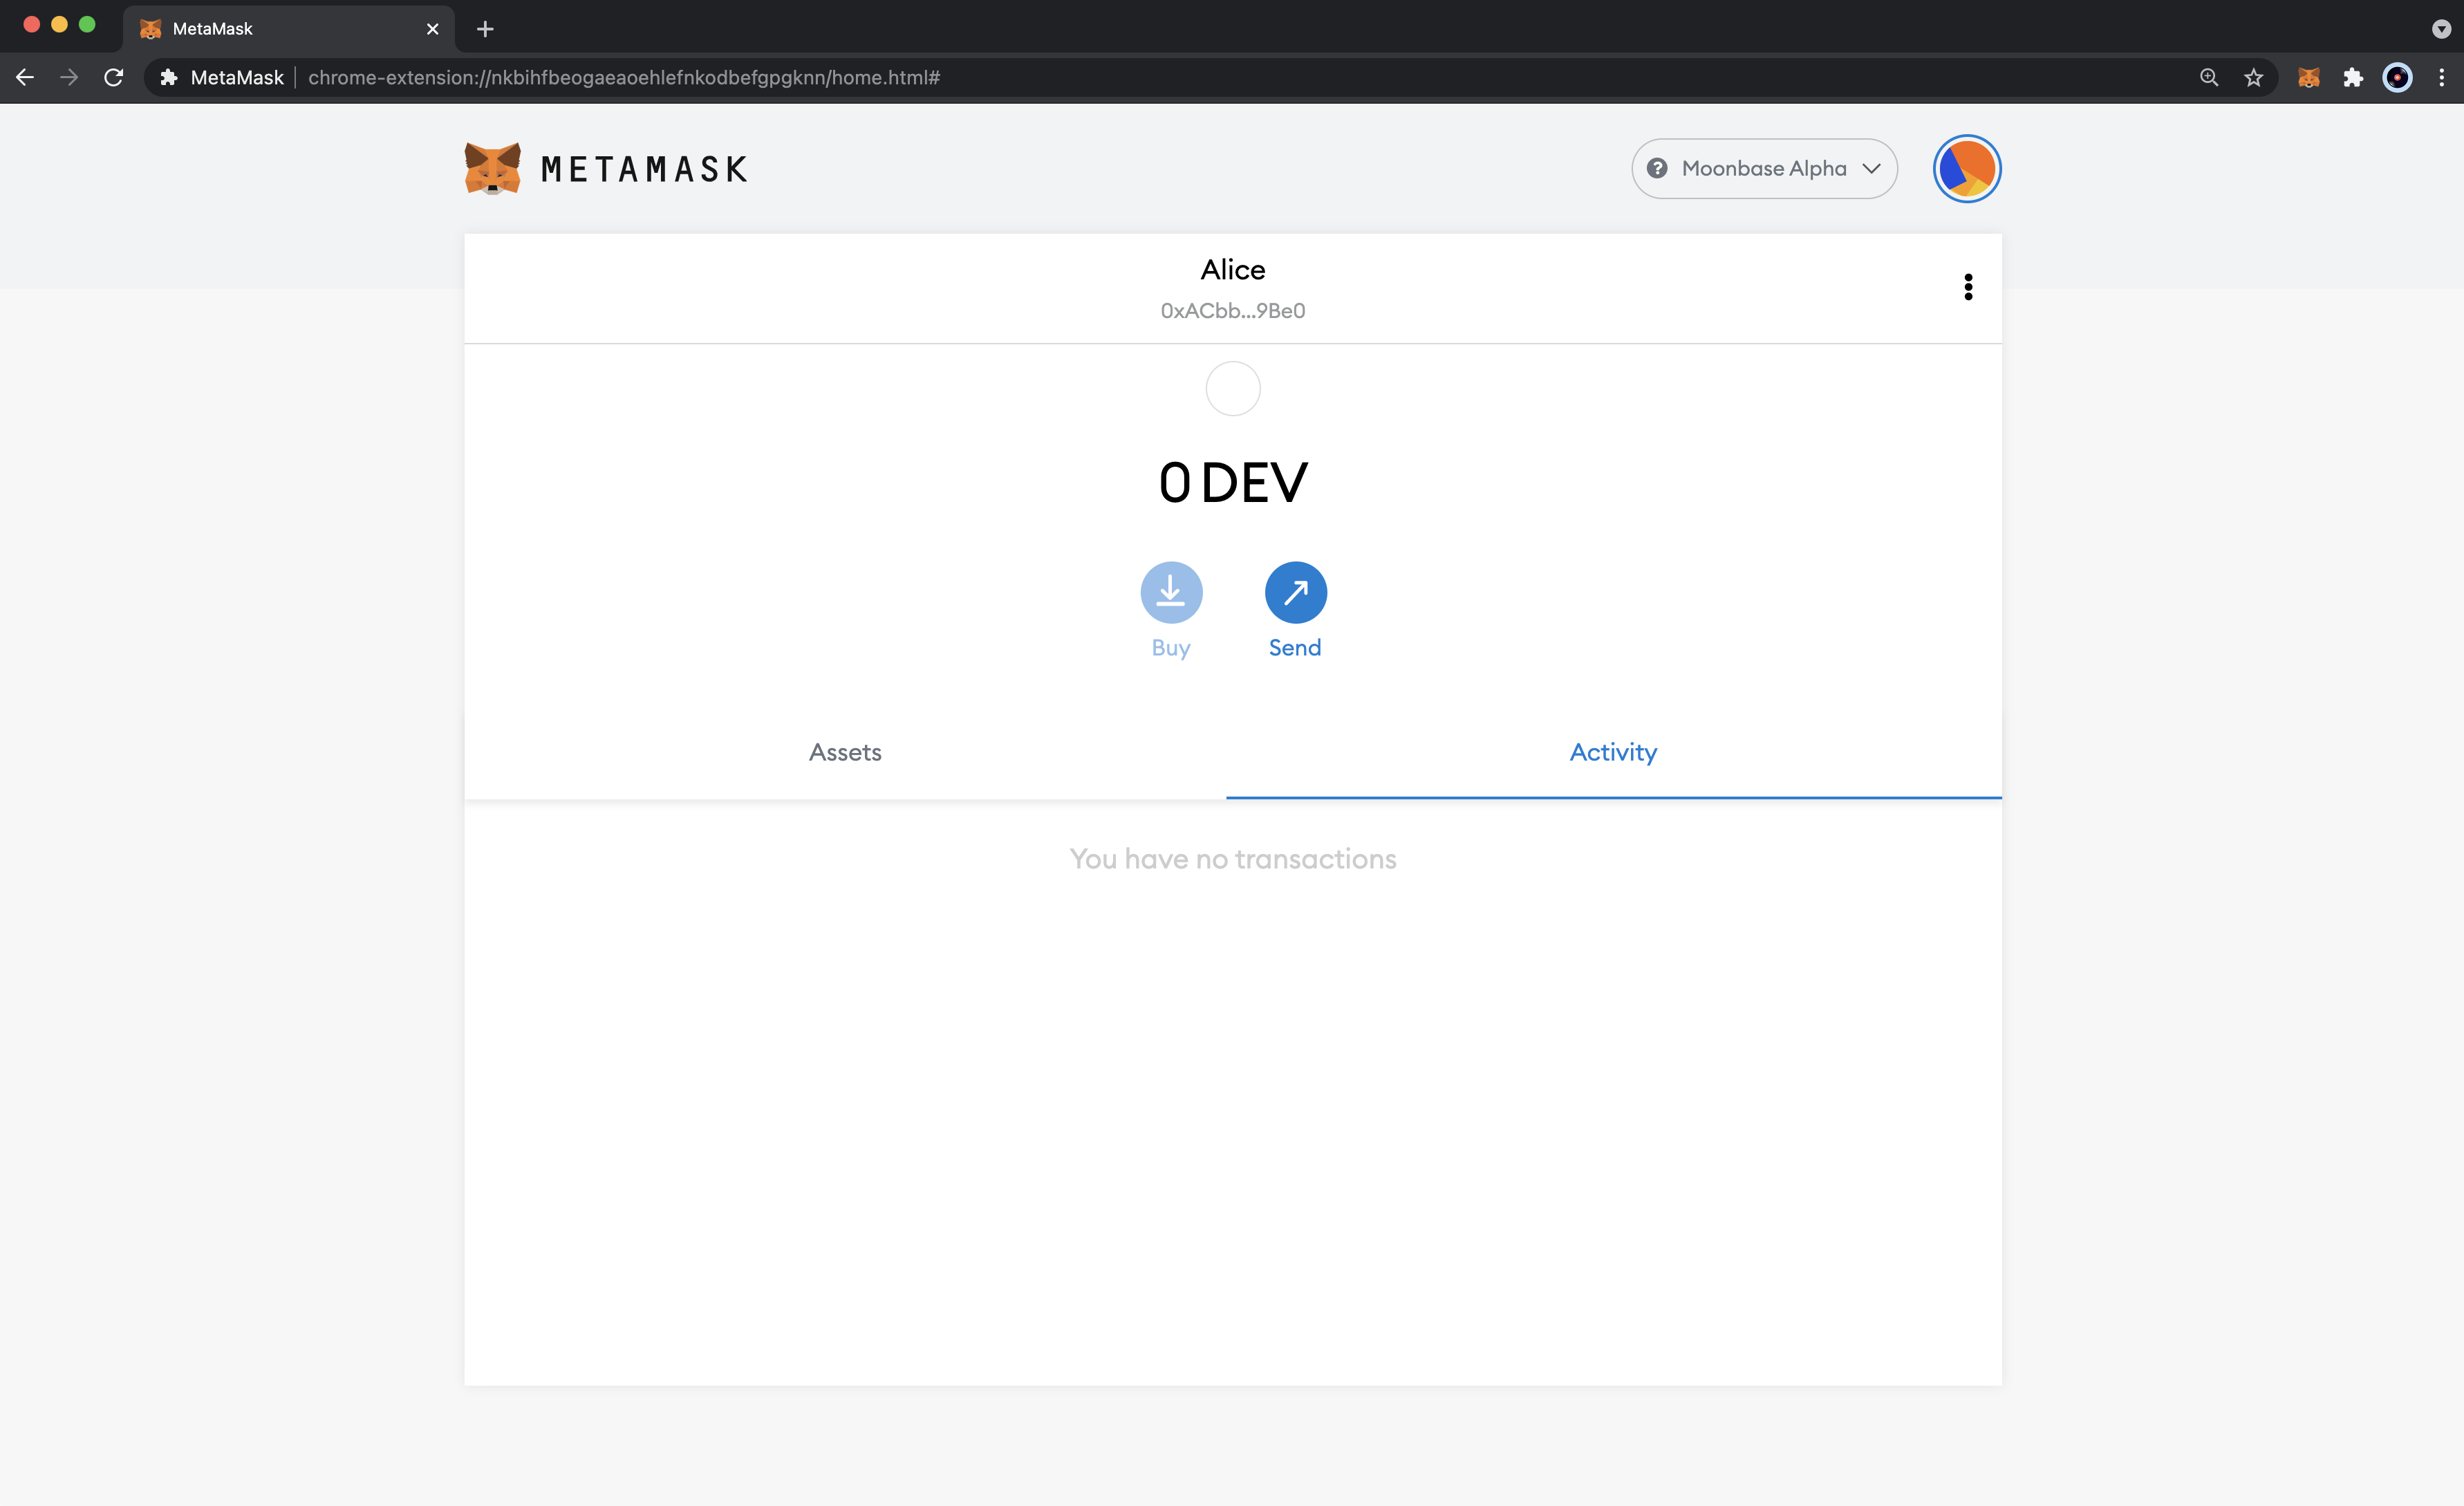 MetaMask
MetaMask chrome-extension://nkbihfbeogaeaoehlefnkodbefgpgknn/home.html#
METAMASK
? Moonbase Alpha
Alice
0xACbb...9Be0
0 DEV
Buy Send
Assets Activity
You have no transactions